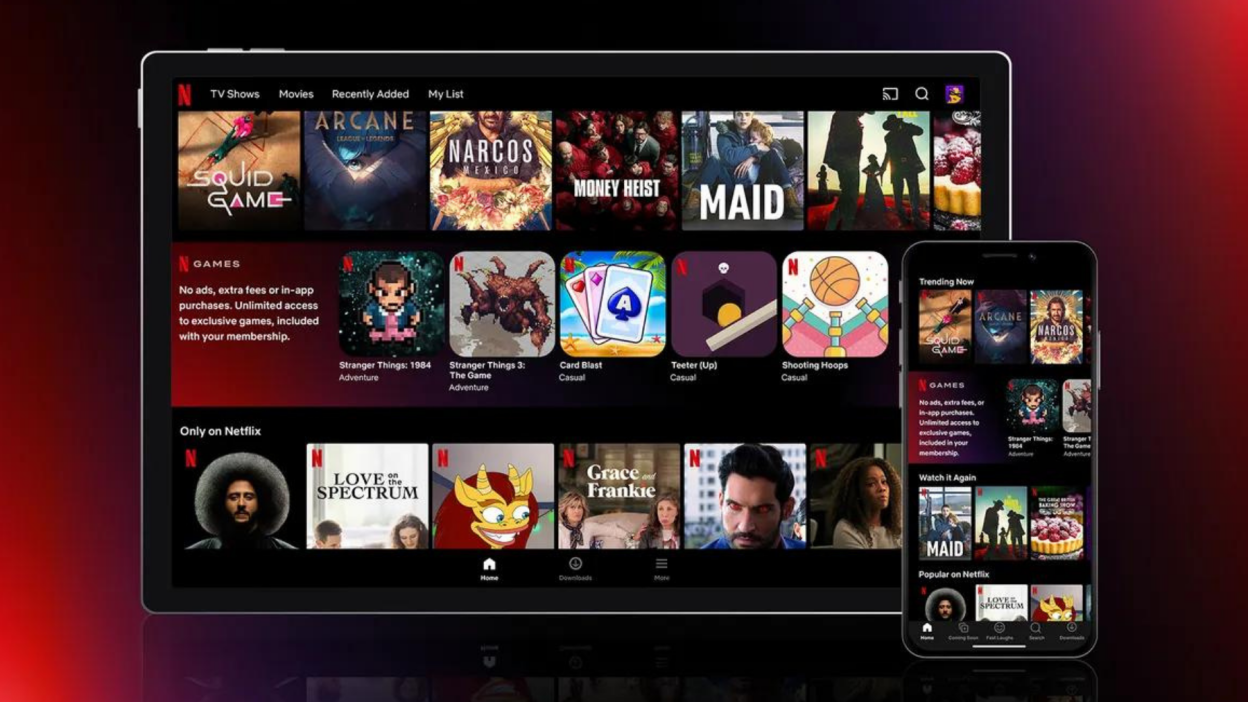 N
TV Shows
Movies
Recently Added
My List
SQUID
GAME
ARCANE
LEAGUE OF LEGENDS
NARCOS
MEXICO
MONEY HEIST
MAID
N GAMES
No ads, extra fees or in-app
purchases. Unlimited access
to exclusive games, included
with your membership.
N
N
N
A
N
N
Stranger Things: 1984
Adventure
Stranger Things 3:
The Game
Adventure
Card Blast
Casual
Teeter (Up)
Casual
Shooting Hoops
Casual
Only on Netflix
N
N
LOVE on the
SPECTRUM
N
N
Grace and
Frankie
N
N
Home
Downloads
More
Trending Now
N
SQUID
GAME
ARCANE
NARCOS
N GAMES
No ads, extra fees, or
in-app purchases.
Unlimited access to
exclusive games,
included in your
membership.
Stranger Things:
1984
Adventure
Stranger T
The Game
Adventure
Watch it Again
MAID
THE GREAT BRITISH
BAKING SHOW
Popular on Netflix
N
LOVE on the
SPECTRUM
N
Home
Coming Soon
Fast Laughs
Search
Downloads